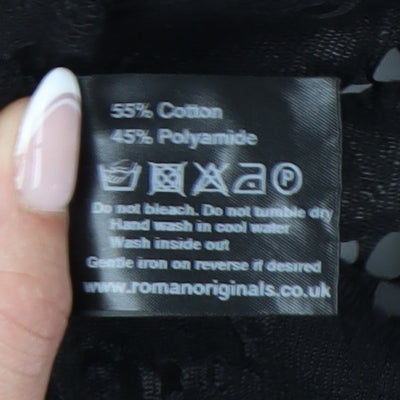 55% Cotton
45% Polyamide
P
Do not bleach. Do not tumble dry
Hand wash in cool water
Wash inside out
Gentle iron on reverse if desired
www.romanoriginals.co.uk